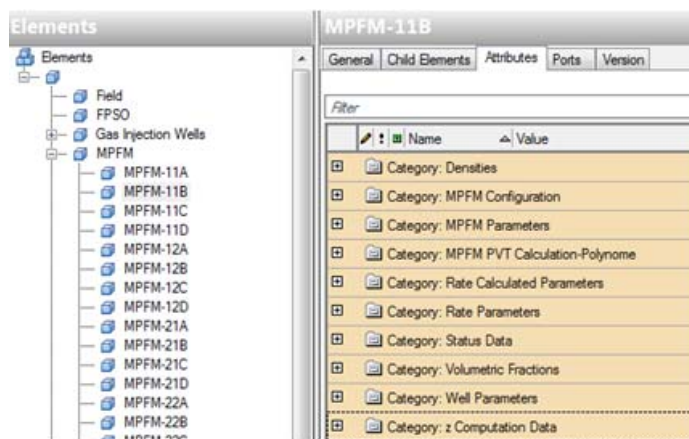 Elements
Elements
Field
FPSO
Gas Injection Wells
MPFM
MPFM-11A
MPFM-11B
MPFM-11C
MPFM-11D
MPFM-12A
MPFM-12B
MPFM-12C
MPFM-12D
MPFM-21A
MPFM-21B
MPFM-21C
MPFM-21D
MPFM-22A
MPFM-22B
MPFM-22C
MPFM-11B
General Child Elements Attributes Ports Version
Filter
Name Value
Category: Densities
Category: MPFM Configuration
Category: MPFM Parameters
Category: MPFM PVT Calculation-Polynome
Category: Rate Calculated Parameters
Category: Rate Parameters
Category: Status Data
Category: Volumetric Fractions
Category: Well Parameters
Category: z Computation Data